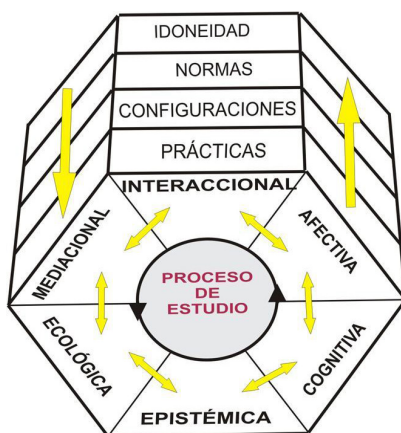 IDONEIDAD
NORMAS
CONFIGURACIONES
PRÁCTICAS
INTERACCIONAL
MEDIACIONAL
AFECTIVA
PROCESO
DE
ESTUDIO
ECOLÓGICA
COGNITIVA
EPISTÉMICA